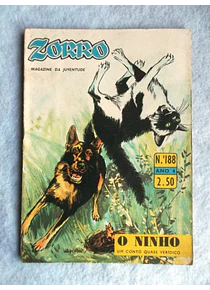 ZORRO
MAGAZINE DA JUVENTUDE
N.º 188
ANO 4
2.50
O NINHO
UM CONTO QUASE VERÍDICO